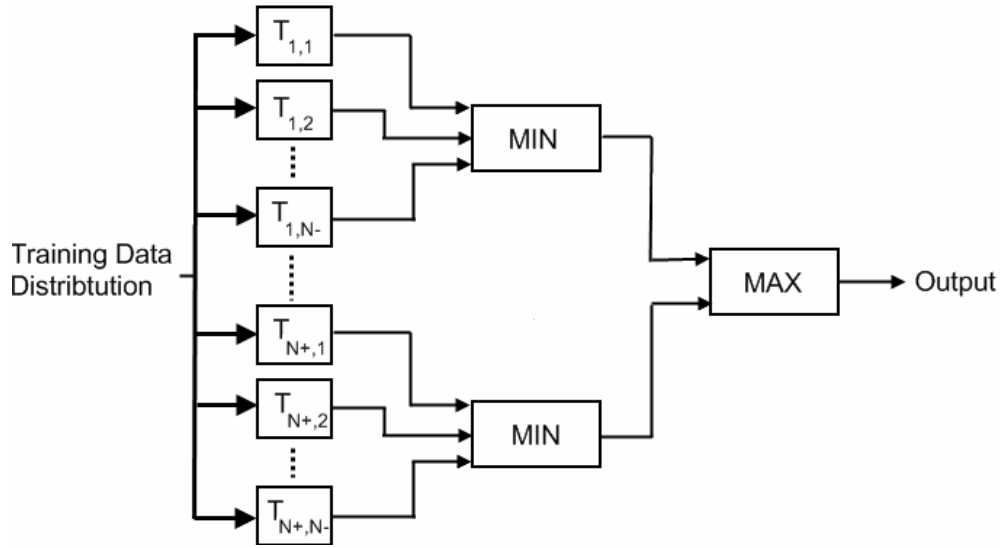 T1,1
T1,2
T1,N-
Training Data
Distribtution
TN+,1
TN+,2
TN+,N-
MIN
MIN
MAX
Output